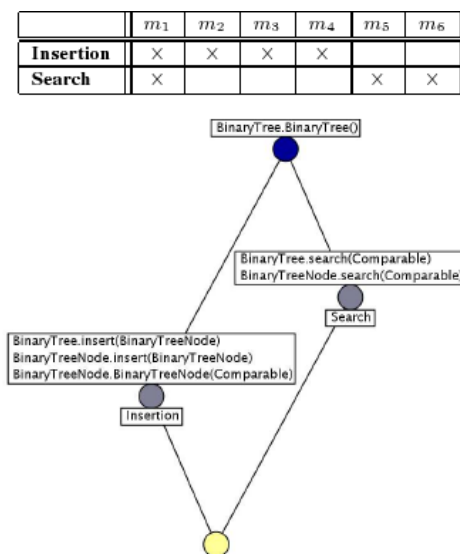 m₁ m₂ m₃ m₄ m₅ m₆
Insertion × × × ×
Search × × ×
BinaryTree.BinaryTree()
BinaryTree.search(Comparable)
BinaryTreeNode.search(Comparable)
Search
BinaryTree.insert(BinaryTreeNode)
BinaryTreeNode.insert(BinaryTreeNode)
BinaryTreeNode.BinaryTreeNode(Comparable)
Insertion